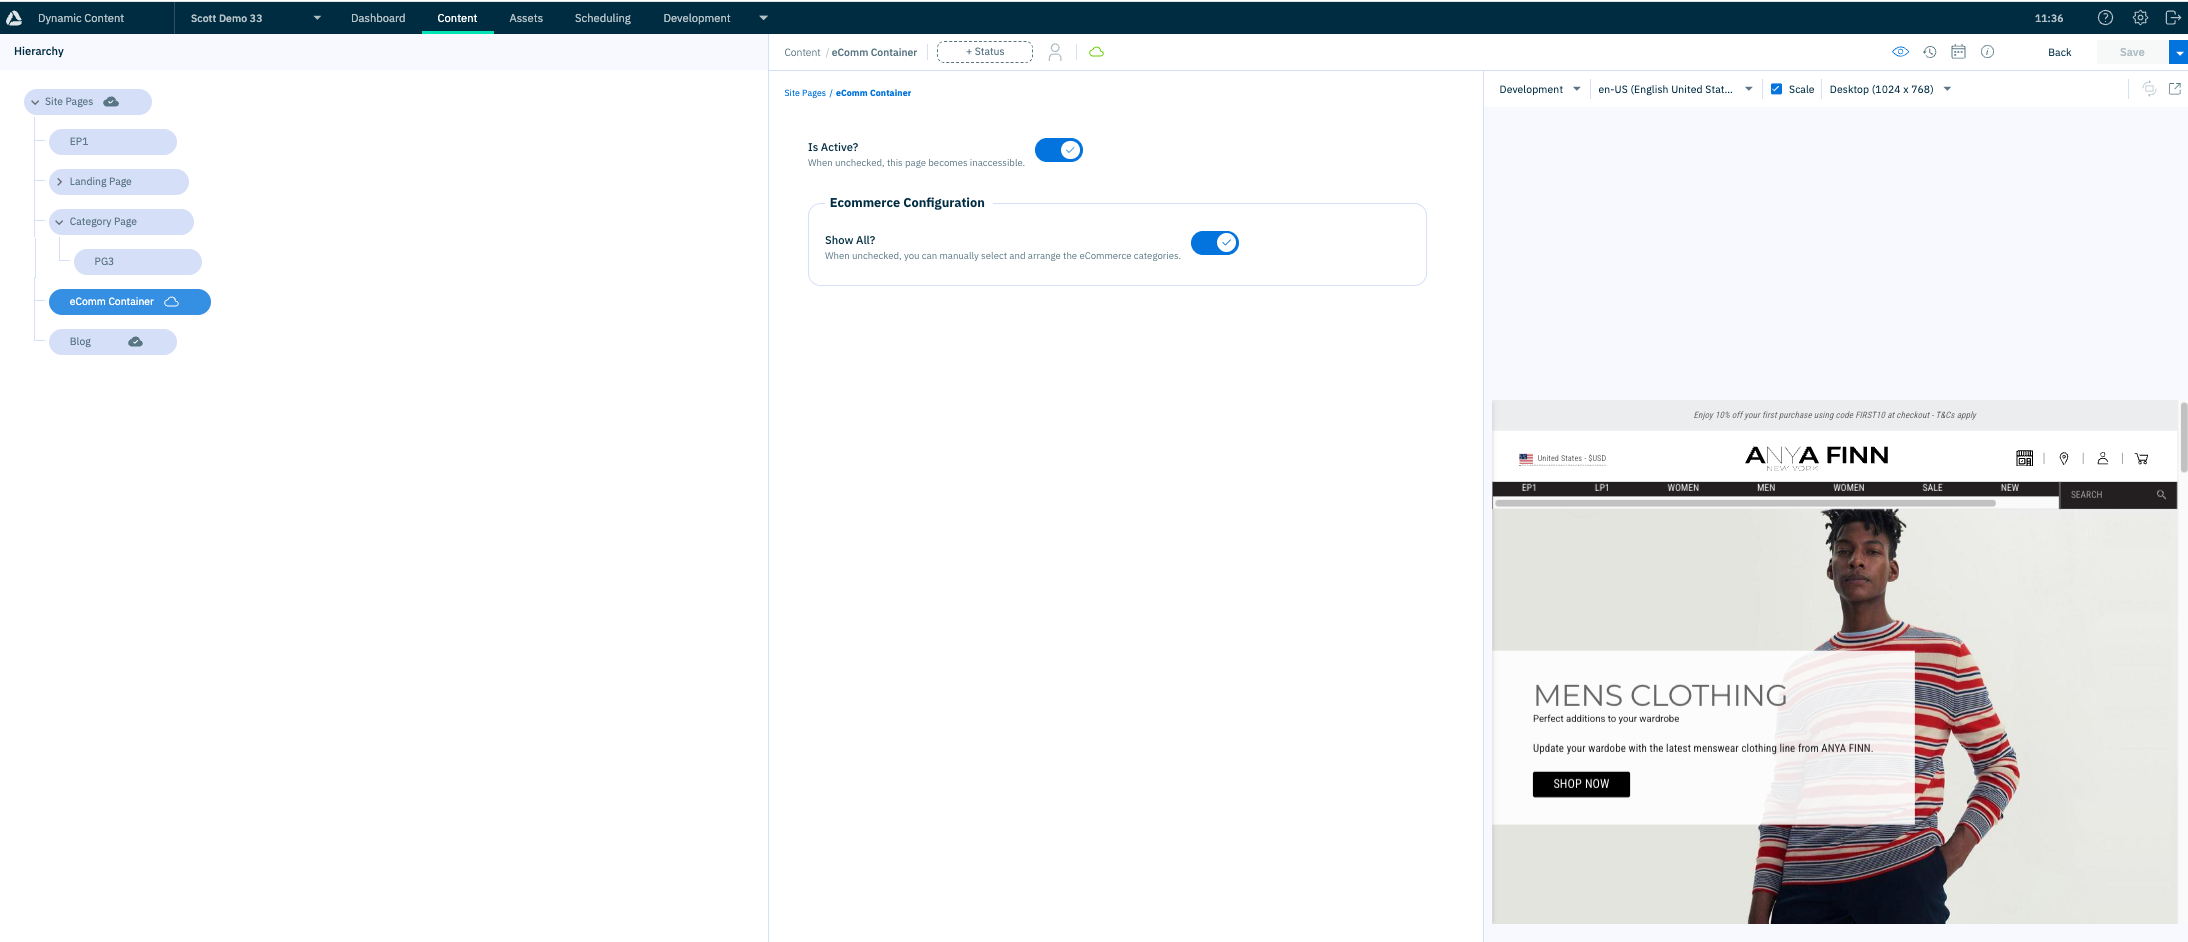 Dynamic Content
Scott Demo 33
Dashboard
Content
Assets
Scheduling
Development
11:36
Hierarchy
Site Pages
EP1
Landing Page
Category Page
PG3
eComm Container
Blog
Content / eComm Container
+ Status
Back
Save
Site Pages / eComm Container
Is Active?
When unchecked, this page becomes inaccessible.
Ecommerce Configuration
Show All?
When unchecked, you can manually select and arrange the eCommerce categories.
Development
en-US (English United Stat...
Scale
Desktop (1024 x 768)
Enjoy 10% off your first purchase using code FIRST10 at checkout - T&Cs apply
United States - $USD
ANYA FINN
NEW YORK
EP1
LP1
WOMEN
MEN
WOMEN
SALE
NEW
SEARCH
MENS CLOTHING
Perfect additions to your wardrobe
Update your wardobe with the latest menswear clothing line from ANYA FINN.
SHOP NOW